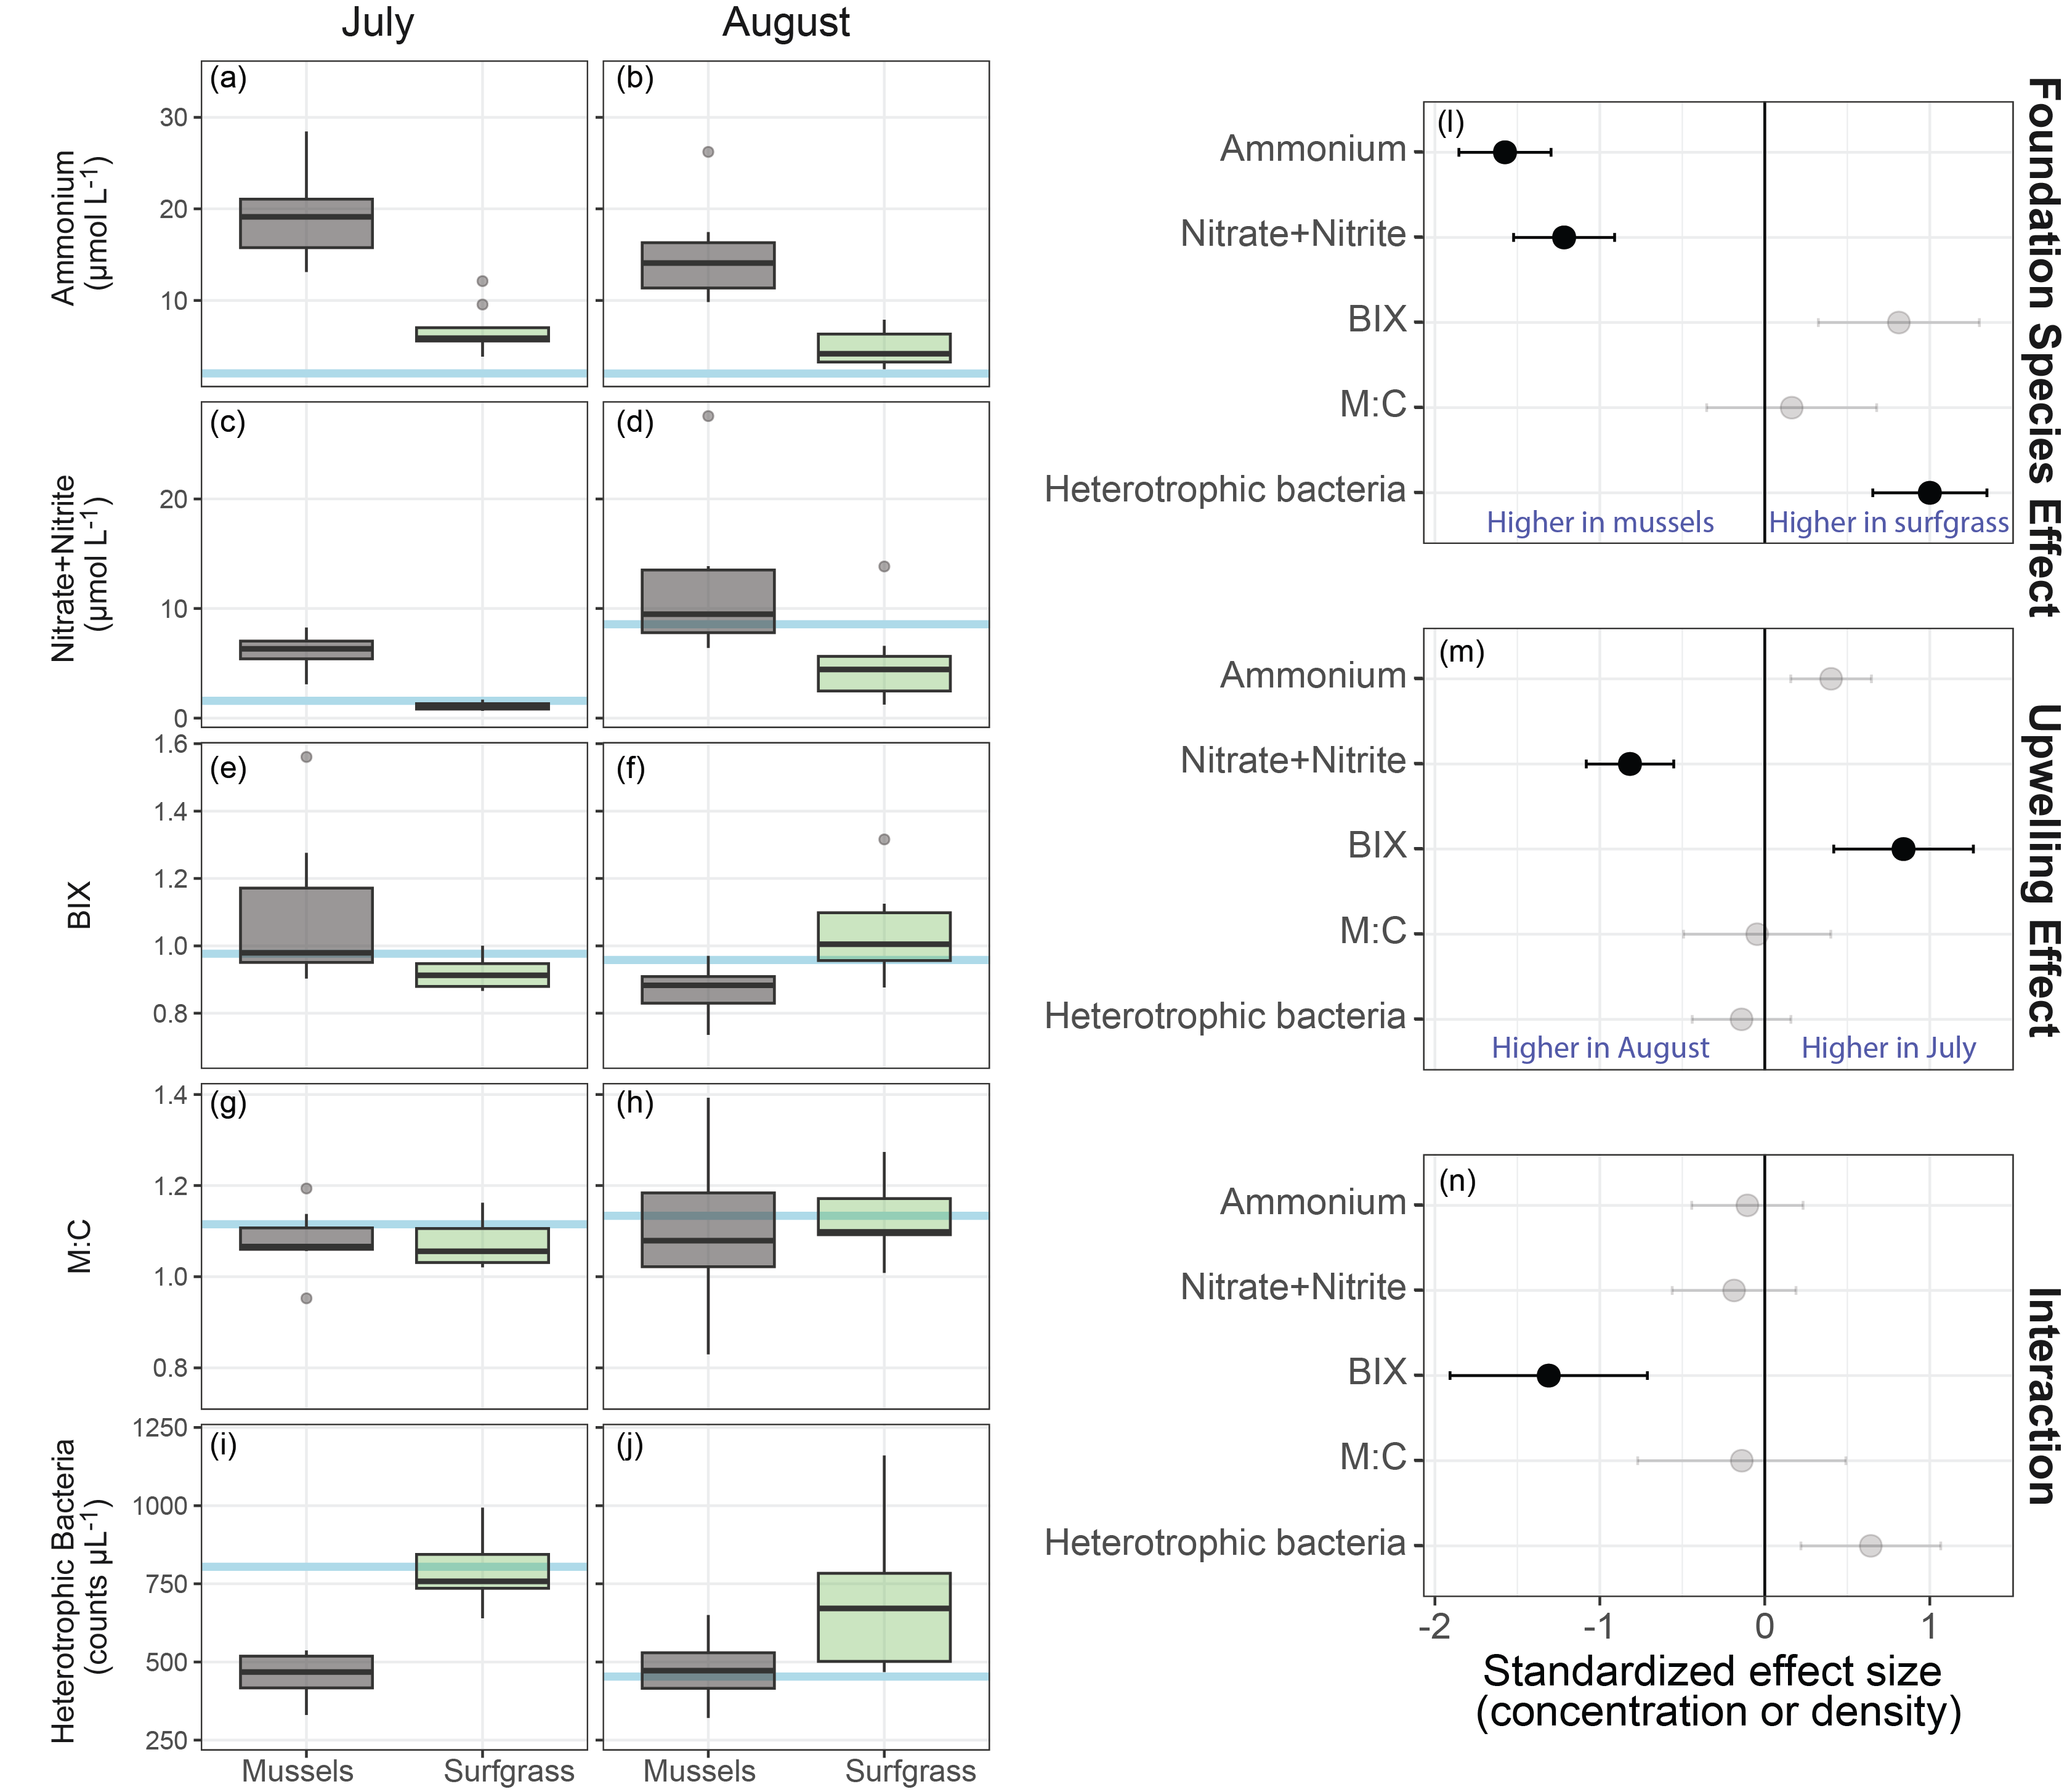 July
August
(a)
(b)
Ammonium
(µmol L-1)
30
20
10
(c)
(d)
Nitrate+Nitrite
(µmol L-1)
20
10
0
(e)
(f)
BIX
1.6
1.4
1.2
1.0
0.8
(g)
(h)
M:C
1.4
1.2
1.0
0.8
(i)
(j)
Heterotrophic Bacteria
(counts µL-1)
1250
1000
750
500
250
Mussels
Surfgrass
Mussels
Surfgrass
(l)
Ammonium
Nitrate+Nitrite
BIX
M:C
Heterotrophic bacteria
Higher in mussels
Higher in surfgrass
Foundation Species Effect
(m)
Ammonium
Nitrate+Nitrite
BIX
M:C
Heterotrophic bacteria
Higher in August
Higher in July
Upwelling Effect
(n)
Ammonium
Nitrate+Nitrite
BIX
M:C
Heterotrophic bacteria
Interaction
-2
-1
0
1
Standardized effect size
(concentration or density)